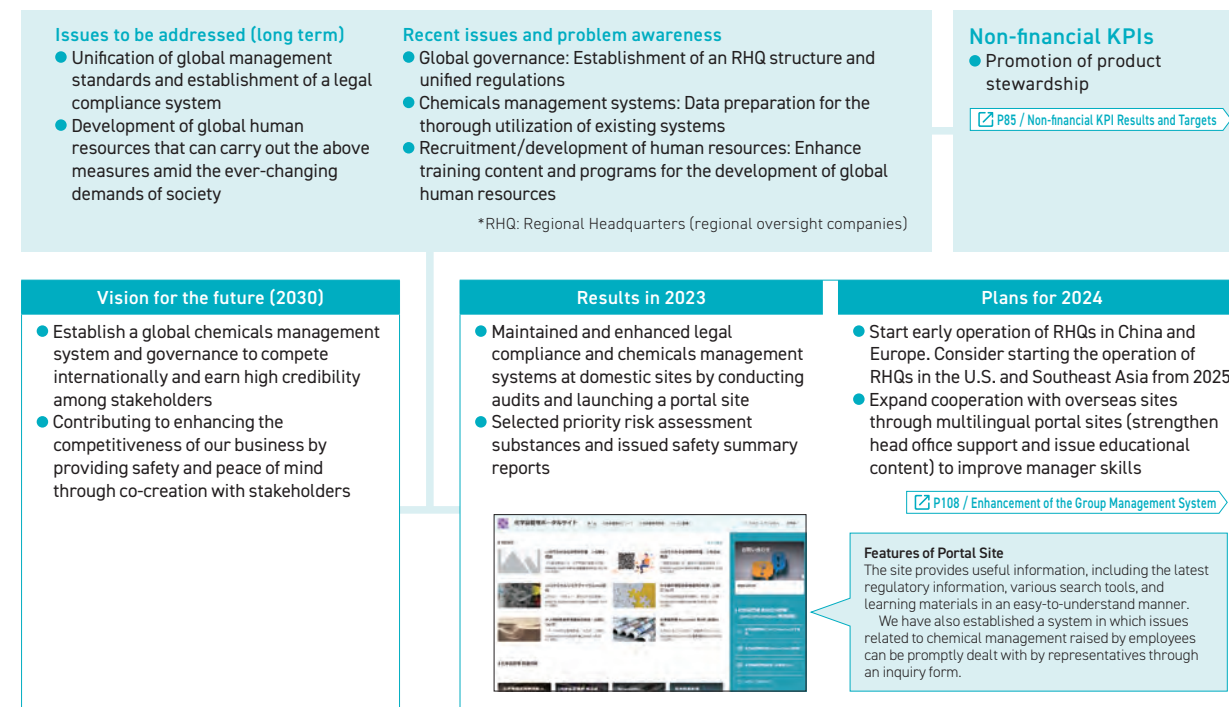 Issues to be addressed (long term)
● Unification of global management
standards and establishment of a legal
compliance system
● Development of global human
resources that can carry out the above
measures amid the ever-changing
demands of society
Recent issues and problem awareness
● Global governance: Establishment of an RHQ structure and
unified regulations
● Chemicals management systems: Data preparation for the
thorough utilization of existing systems
● Recruitment/development of human resources: Enhance
training content and programs for the development of global
human resources
*RHQ: Regional Headquarters (regional oversight companies)
Non-financial KPIs
● Promotion of product
stewardship
P85 / Non-financial KPI Results and Targets
Vision for the future (2030)
● Establish a global chemicals management
system and governance to compete
internationally and earn high credibility
among stakeholders
● Contributing to enhancing the
competitiveness of our business by
providing safety and peace of mind
through co-creation with stakeholders
Results in 2023
● Maintained and enhanced legal
compliance and chemicals management
systems at domestic sites by conducting
audits and launching a portal site
● Selected priority risk assessment
substances and issued safety summary
reports
Plans for 2024
● Start early operation of RHQs in China and
Europe. Consider starting the operation of
RHQs in the U.S. and Southeast Asia from 2025
● Expand cooperation with overseas sites
through multilingual portal sites (strengthen
head office support and issue educational
content) to improve manager skills
P108 / Enhancement of the Group Management System
化学品管理ポータルサイト
Features of Portal Site
The site provides useful information, including the latest
regulatory information, various search tools, and
learning materials in an easy-to-understand manner.
We have also established a system in which issues
related to chemical management raised by employees
can be promptly dealt with by representatives through
an inquiry form.